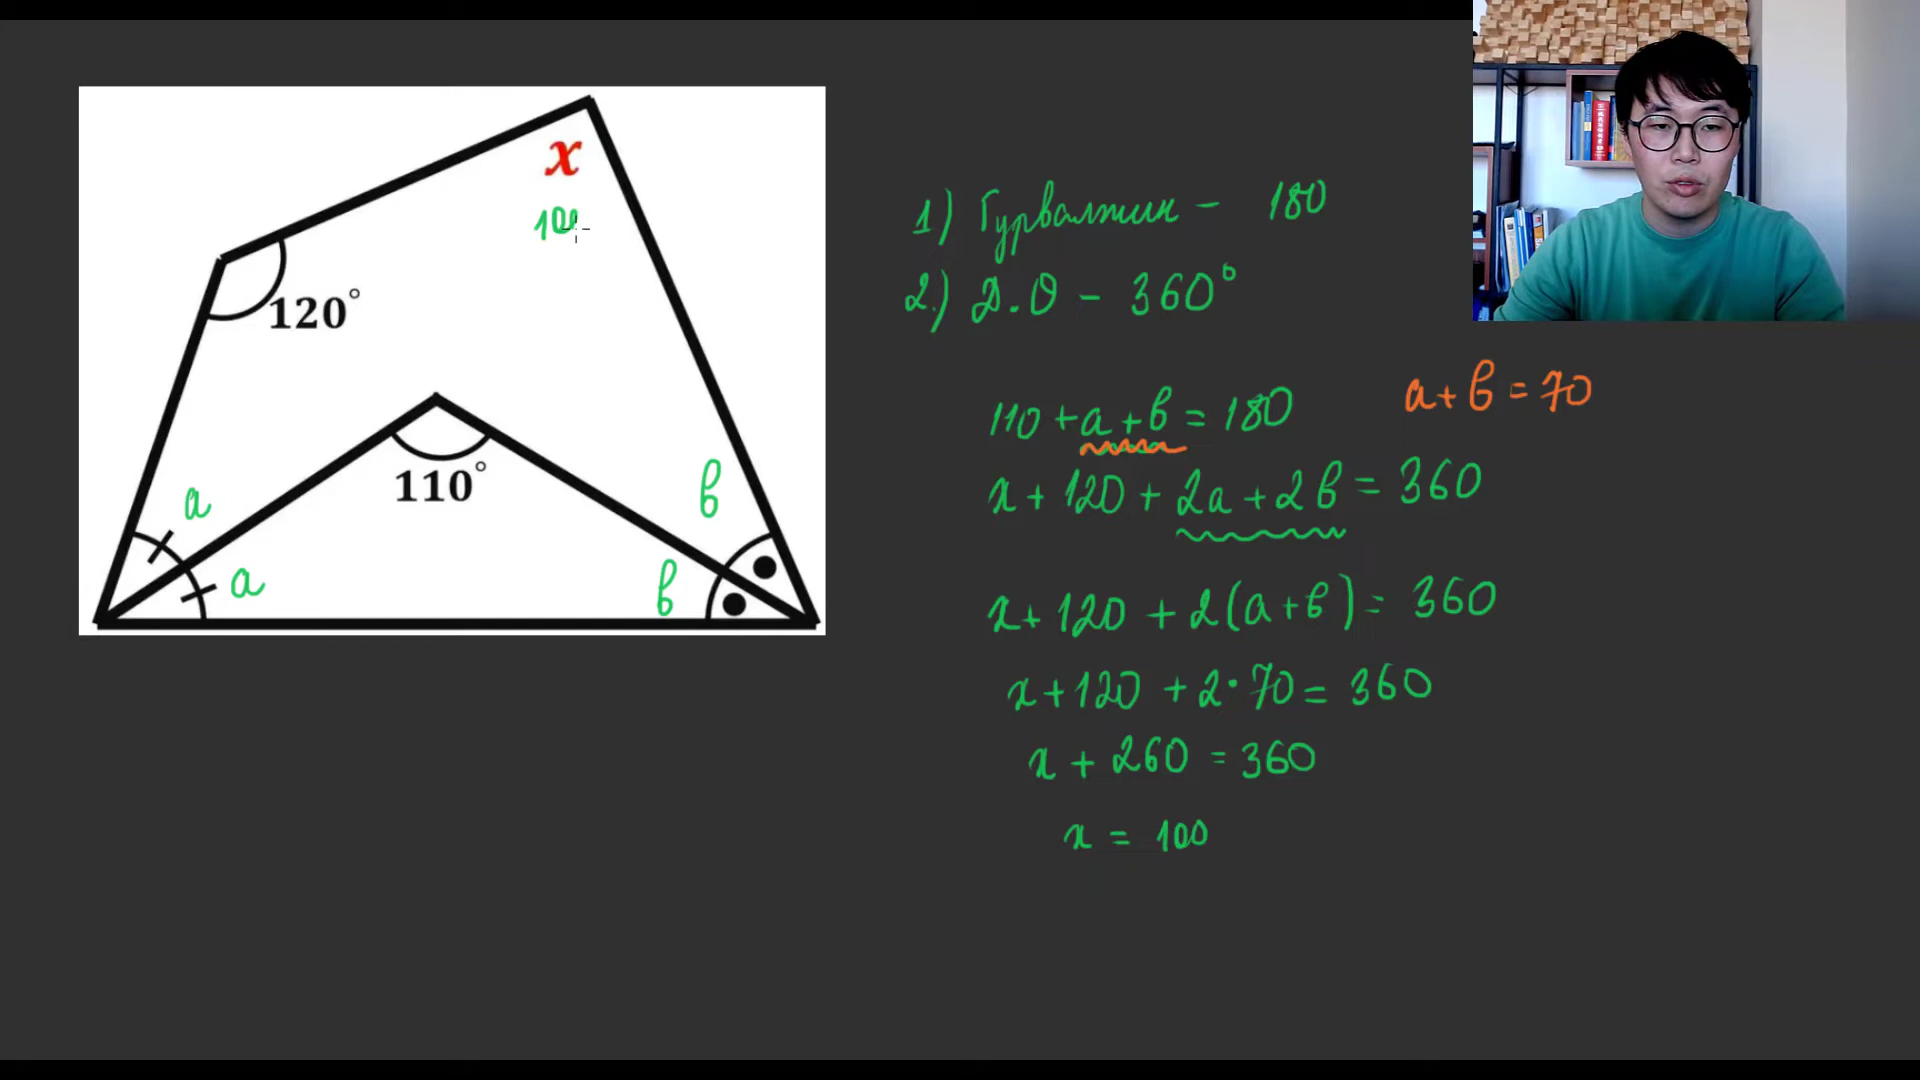 x
100
120°
110°
a
a
в
в
1) Гурвалжин - 180
2.) Д.Ө - 360°
110 + a + в = 180
a + в = 70
x + 120 + 2a + 2в = 360
x + 120 + 2(a + в) = 360
x + 120 + 2 · 70 = 360
x + 260 = 360
x = 100